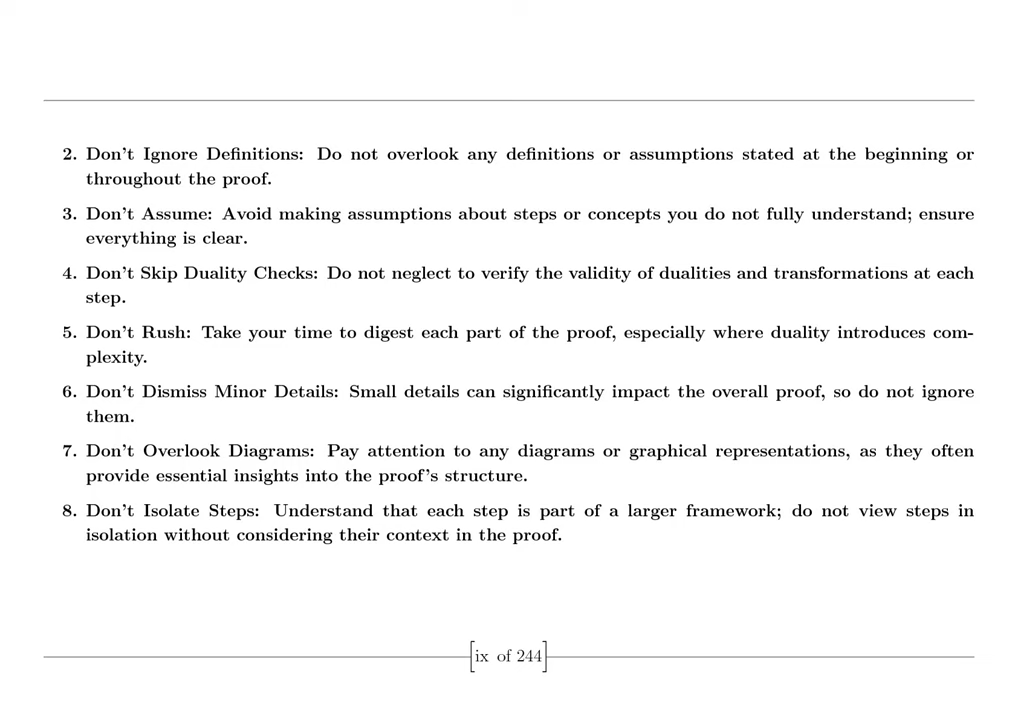 2. Don't Ignore Definitions: Do not overlook any definitions or assumptions stated at the beginning or
throughout the proof.
3. Don't Assume: Avoid making assumptions about steps or concepts you do not fully understand; ensure
everything is clear.
4. Don't Skip Duality Checks: Do not neglect to verify the validity of dualities and transformations at each
step.
5. Don't Rush: Take your time to digest each part of the proof, especially where duality introduces com-
plexity.
6. Don't Dismiss Minor Details: Small details can significantly impact the overall proof, so do not ignore
them.
7. Don't Overlook Diagrams: Pay attention to any diagrams or graphical representations, as they often
provide essential insights into the proof's structure.
8. Don't Isolate Steps: Understand that each step is part of a larger framework; do not view steps in
isolation without considering their context in the proof.
[ix of 244]